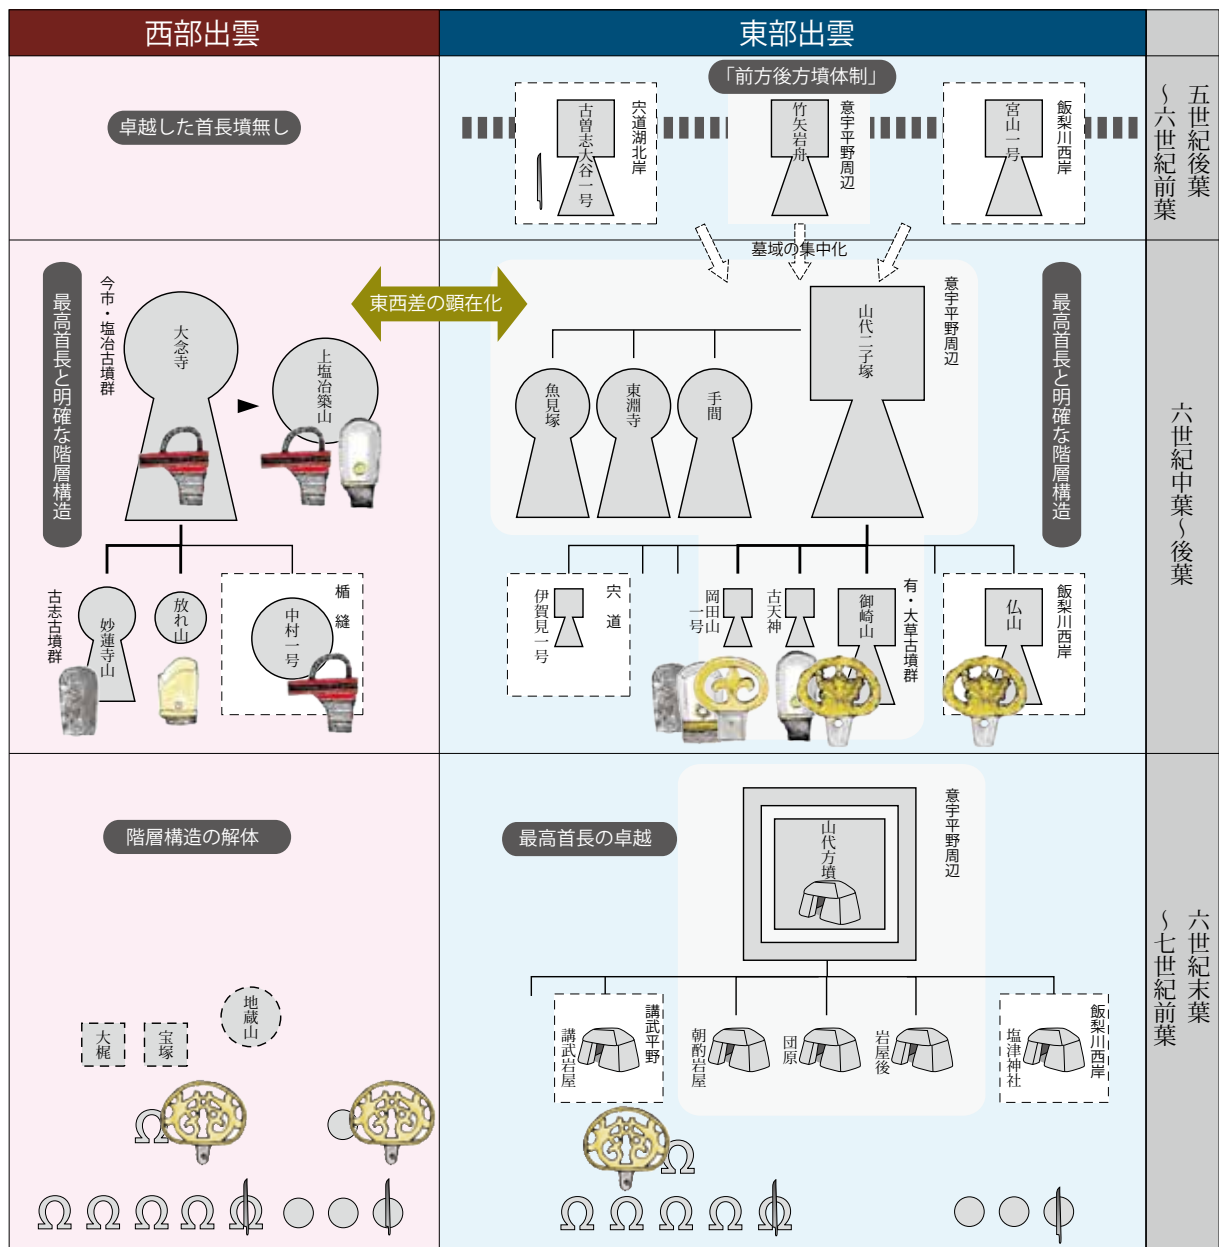 西部出雲
東部出雲
五世紀後葉
～六世紀前葉
卓越した首長墳無し
「前方後方墳体制」
宍道湖北岸
古曽志大谷一号
意宇平野周辺
竹矢岩舟
飯梨川西岸
宮山一号
墓域の集中化
六世紀中葉～後葉
東西差の顕在化
最高首長と明確な階層構造
今市・塩冶古墳群
大念寺
上塩冶築山
古志古墳群
妙蓮寺山
放れ山
楯縫
中村一号
最高首長と明確な階層構造
意宇平野周辺
山代二子塚
手間
東淵寺
魚見塚
宍道
伊賀見一号
岡田山
一号
古天神
御崎山
有・大草古墳群
飯梨川西岸
仏山
六世紀末葉
～七世紀前葉
階層構造の解体
地蔵山
宝塚
大梶
最高首長の卓越
意宇平野周辺
山代方墳
講武平野
講武岩屋
朝酌岩屋
団原
岩屋後
飯梨川西岸
塩津神社